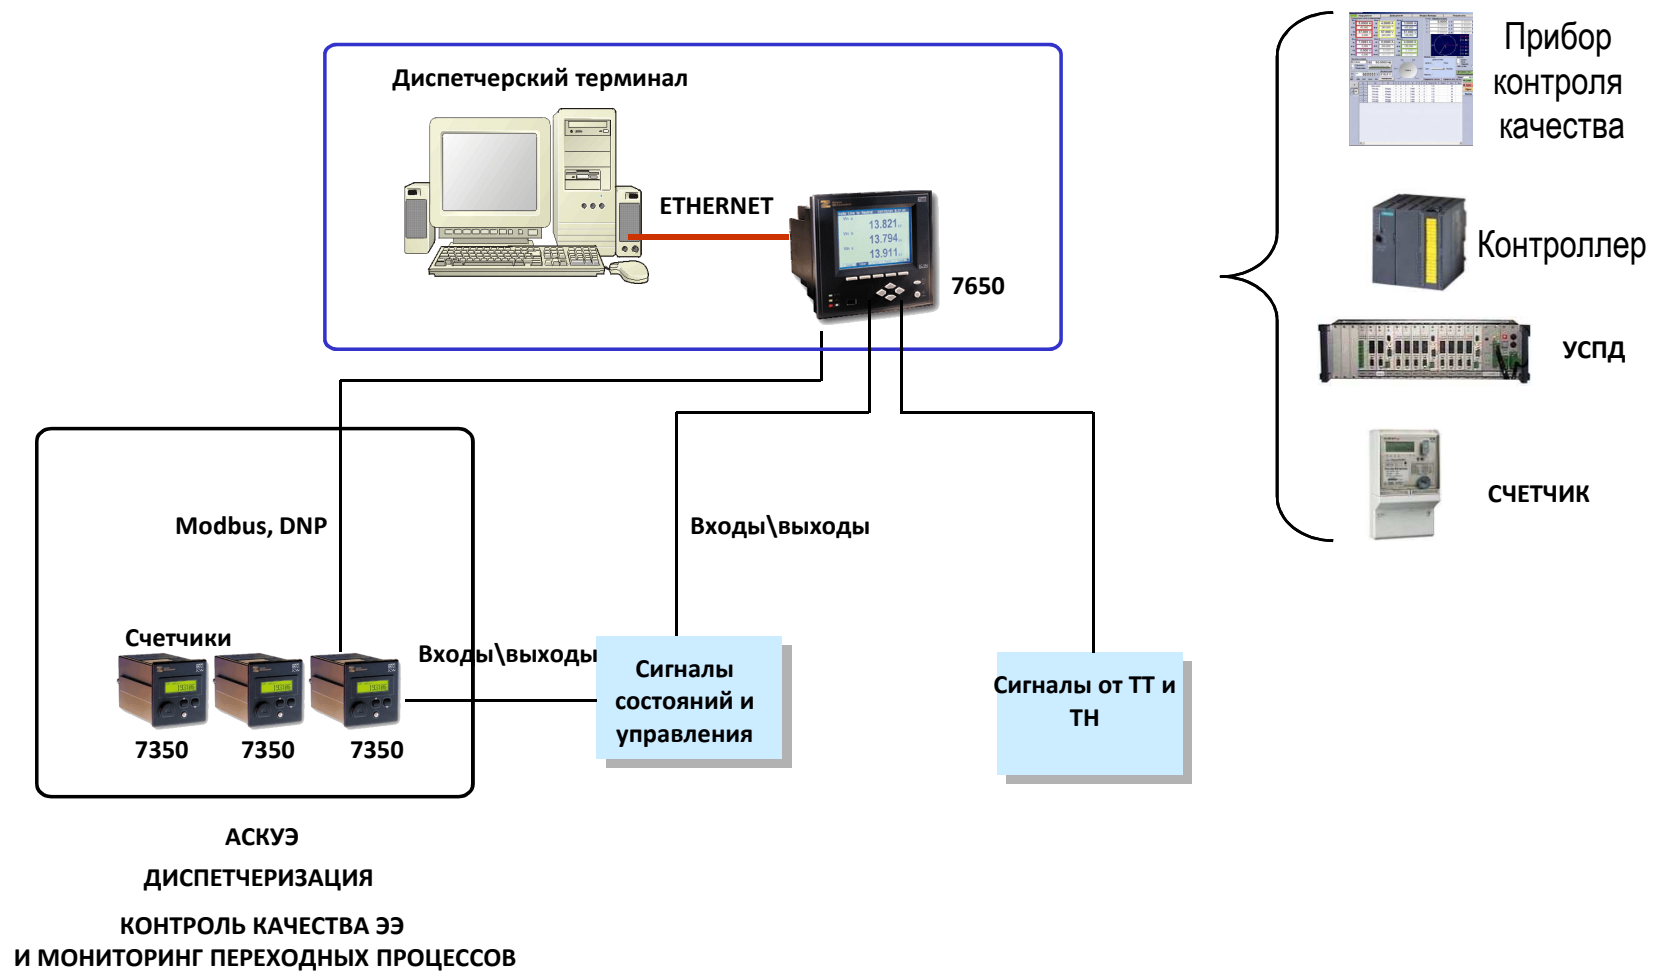 Диспетчерский терминал
ETHERNET
13.821
13.794
13.911
7650
Прибор
контроля
качества
Контроллер
УСПД
СЧЕТЧИК
Modbus, DNP
Входы\выходы
Счетчики
Входы\выходы
7350
7350
7350
Сигналы
состояний и
управления
Сигналы от ТТ и
ТН
АСКУЭ
ДИСПЕТЧЕРИЗАЦИЯ
КОНТРОЛЬ КАЧЕСТВА ЭЭ
И МОНИТОРИНГ ПЕРЕХОДНЫХ ПРОЦЕССОВ